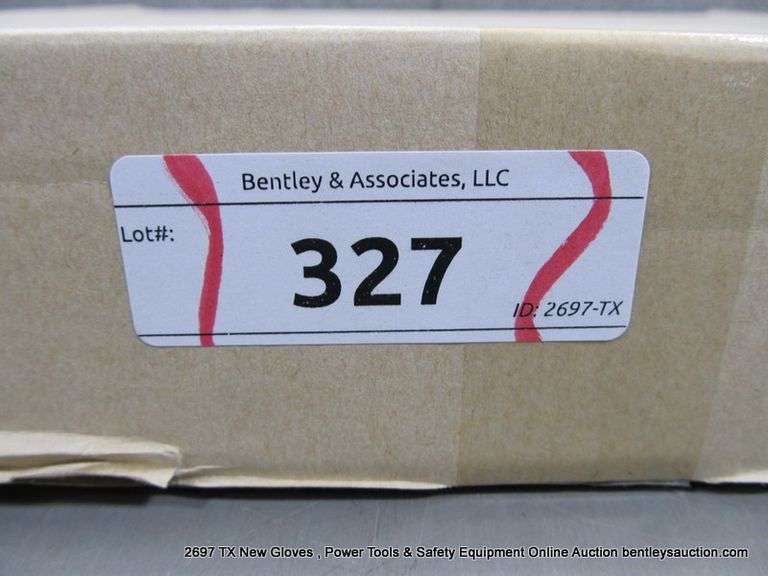 Bentley & Associates, LLC
Lot#:
327
ID: 2697-TX
2697 TX New Gloves , Power Tools & Safety Equipment Online Auction bentleysauction.com